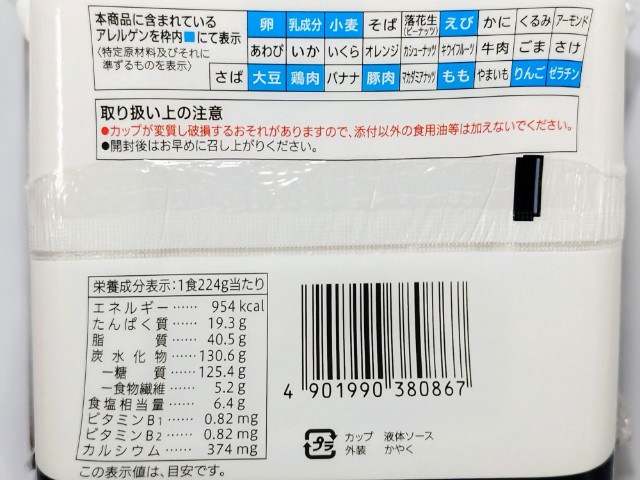 本商品に含まれている
アレルゲンを枠内■にて表示
(特定原材料及びそれに
準ずるものを表示)
卵 乳成分 小麦 そば 落花生(ピーナッツ) えび かに くるみ アーモンド
あわび いか いくら オレンジ カシューナッツ キウイフルーツ 牛肉 ごま さけ
さば 大豆 鶏肉 バナナ 豚肉 マカダミアナッツ もも やまいも りんご ゼラチン
取り扱い上の注意
●カップが変質し破損するおそれがありますので、添付以外の食用油等は加えないでください。
●開封後はお早めに召し上がりください。
栄養成分表示:1食224g当たり
エネルギー…… 954 kcal
たんぱく質…… 19.3 g
脂質…… 40.5 g
炭水化物……130.6 g
―糖質……125.4 g
―食物繊維…… 5.2 g
食塩相当量…… 6.4 g
ビタミンB1…… 0.82 mg
ビタミンB2…… 0.82 mg
カルシウム…… 374 mg
この表示値は、目安です。
4 901990 380867
プラ
カップ 液体ソース
外装 かやく